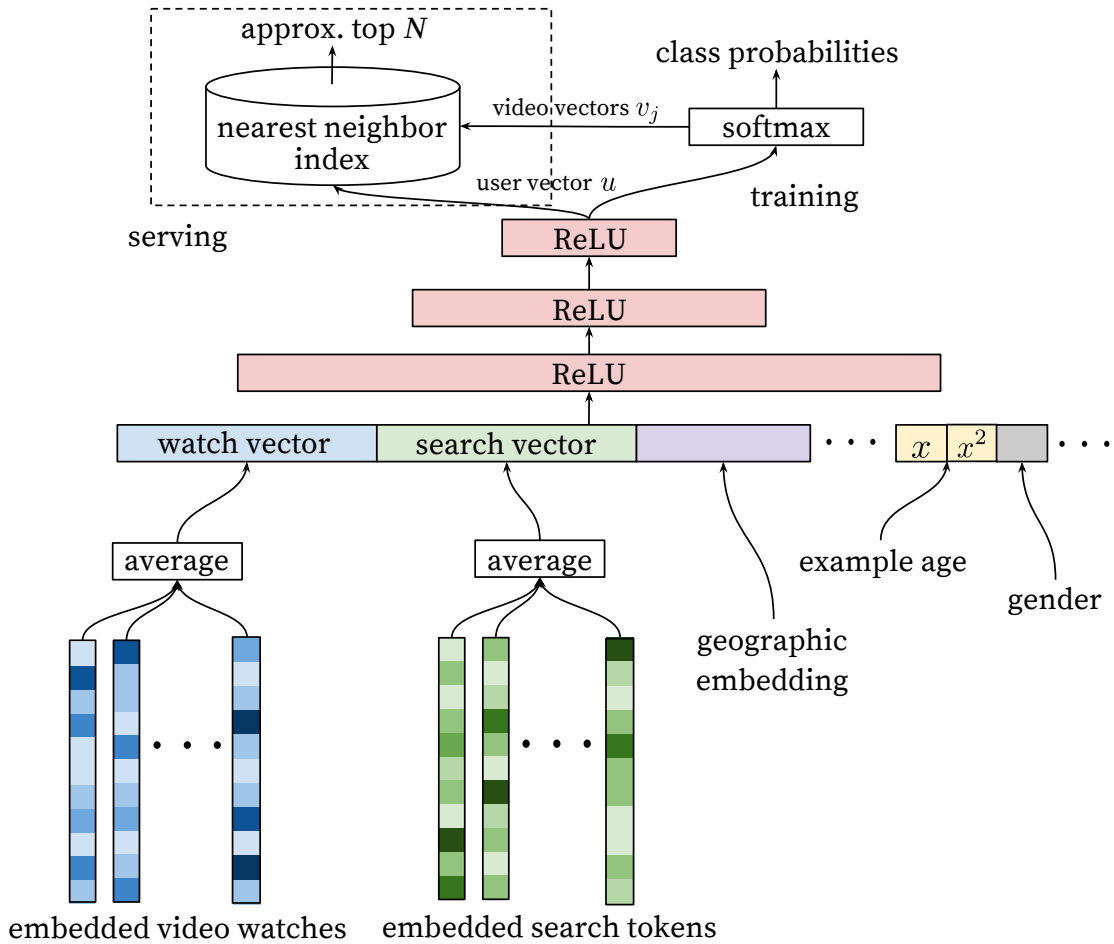 approx. top N
class probabilities
video vectors v_j
nearest neighbor
index
softmax
user vector u
training
serving
ReLU
ReLU
ReLU
watch vector
search vector
. . .
x
x²
. . .
average
average
example age
gender
geographic
embedding
. . .
. . .
embedded video watches
embedded search tokens